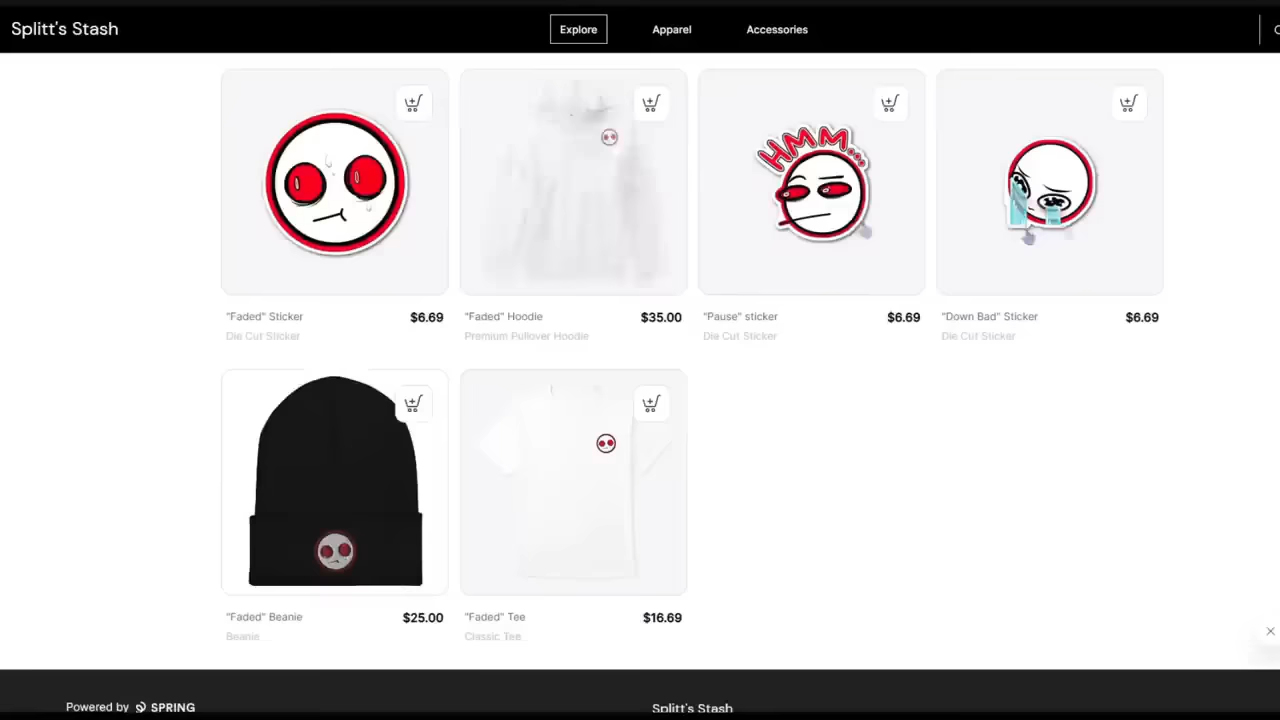 Splitt's Stash
Explore
Apparel
Accessories
HMM...
"Faded" Sticker
$6.69
Die Cut Sticker
"Faded" Hoodie
$35.00
Premium Pullover Hoodie
"Pause" sticker
$6.69
Die Cut Sticker
"Down Bad" Sticker
$6.69
Die Cut Sticker
"Faded" Beanie
$25.00
Beanie
"Faded" Tee
$16.69
Classic Tee
Powered by SPRING
Splitt's Stash